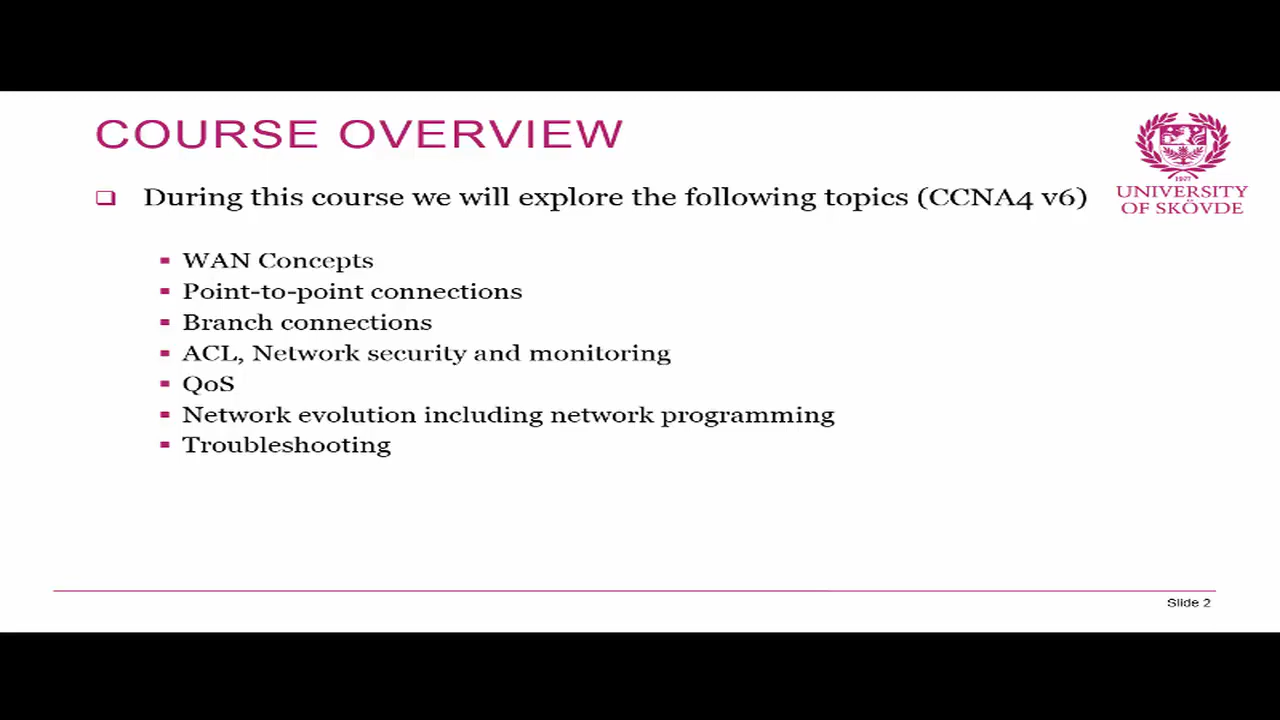 COURSE OVERVIEW
During this course we will explore the following topics (CCNA4 v6)
WAN Concepts
Point-to-point connections
Branch connections
ACL, Network security and monitoring
QoS
Network evolution including network programming
Troubleshooting
1977
UNIVERSITY
OF SKÖVDE
Slide 2